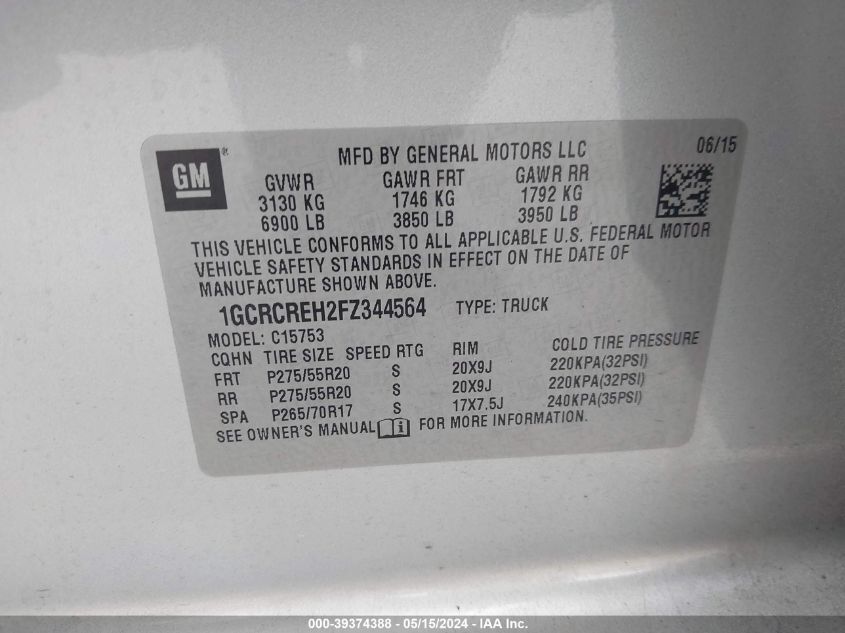 GM ® MFD BY GENERAL MOTORS LLC 06/15
GVWR GAWR FRT GAWR RR
3130 KG 1746 KG 1792 KG
6900 LB 3850 LB 3950 LB
THIS VEHICLE CONFORMS TO ALL APPLICABLE U.S. FEDERAL MOTOR
VEHICLE SAFETY STANDARDS IN EFFECT ON THE DATE OF
MANUFACTURE SHOWN ABOVE.
1GCRCREH2FZ344564 TYPE: TRUCK
MODEL: C15753
CQHN TIRE SIZE SPEED RTG RIM COLD TIRE PRESSURE
FRT P275/55R20 S 20X9J 220KPA(32PSI)
RR P275/55R20 S 20X9J 220KPA(32PSI)
SPA P265/70R17 S 17X7.5J 240KPA(35PSI)
SEE OWNER'S MANUAL i FOR MORE INFORMATION.
000-39374388 - 05/15/2024 - IAA Inc.